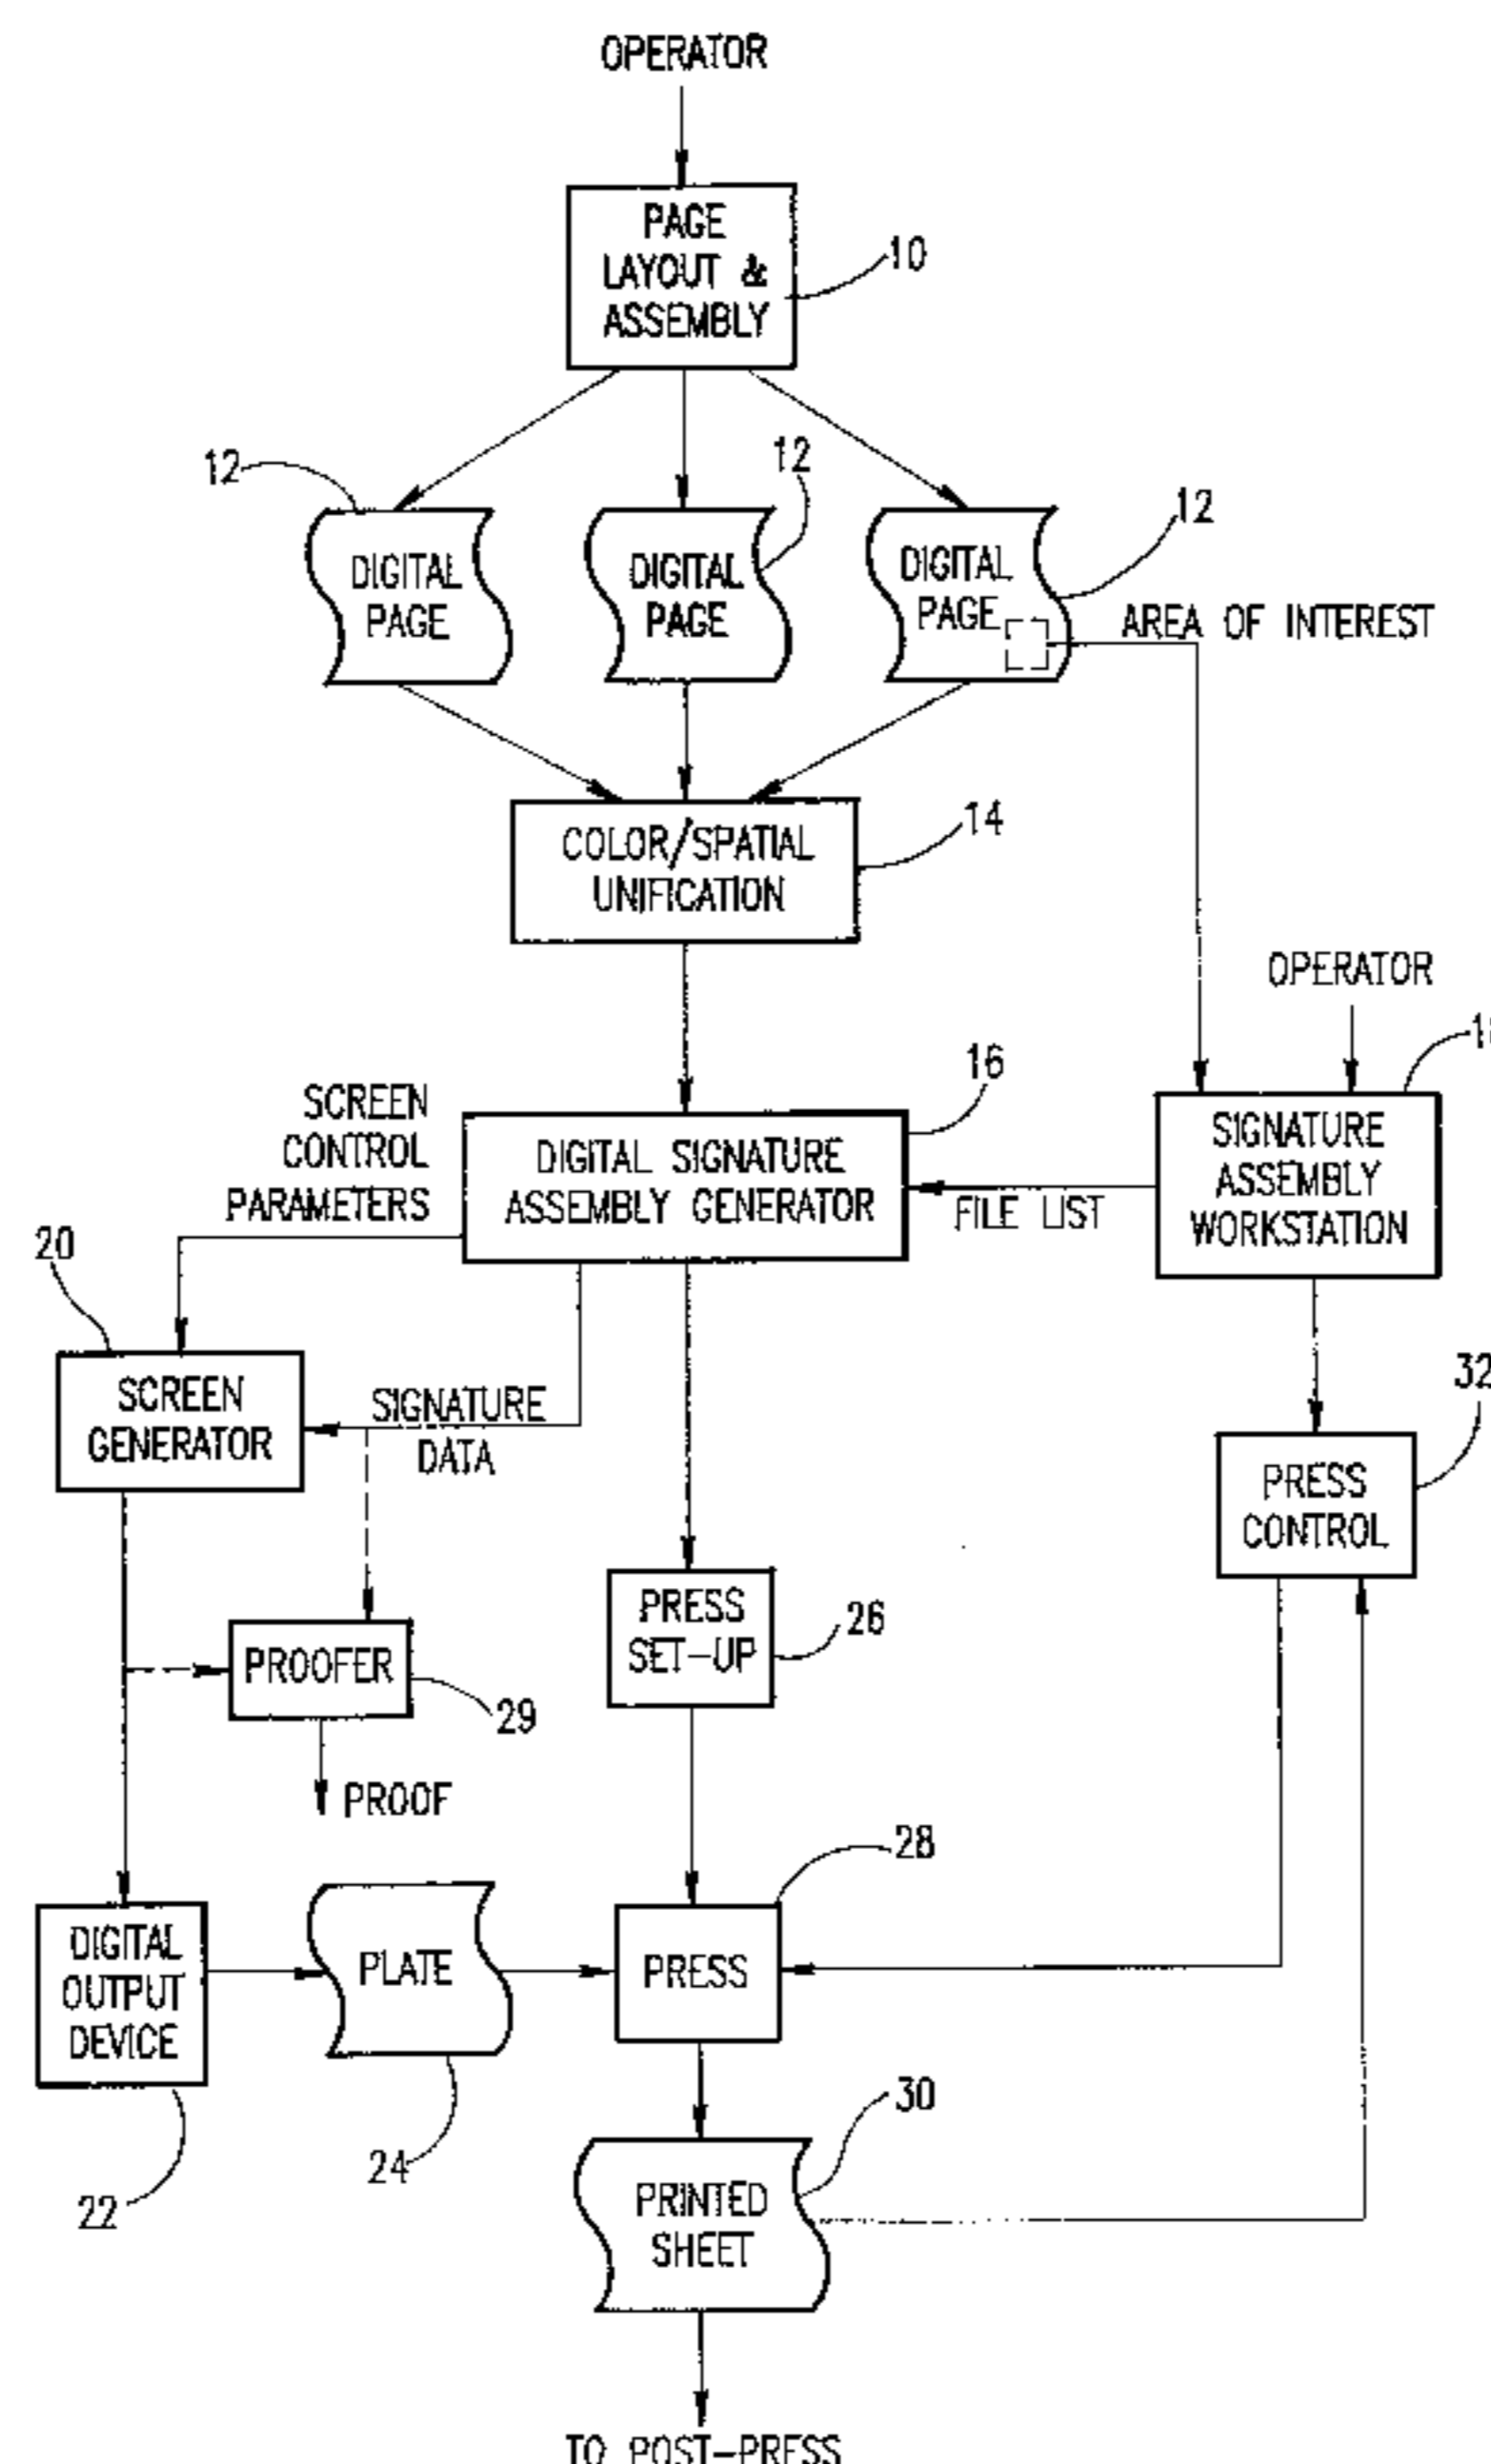 OPERATOR
PAGE
LAYOUT &
ASSEMBLY
10
12
12
12
DIGITAL
PAGE
DIGITAL
PAGE
DIGITAL
PAGE
AREA OF INTEREST
COLOR/SPATIAL
UNIFICATION
14
OPERATOR
16
SCREEN
CONTROL
PARAMETERS
DIGITAL SIGNATURE
ASSEMBLY GENERATOR
FILE LIST
SIGNATURE
ASSEMBLY
WORKSTATION
20
SCREEN
GENERATOR
SIGNATURE
DATA
32
PRESS
CONTROL
PRESS
SET-UP
26
PROOFER
29
PROOF
28
DIGITAL
OUTPUT
DEVICE
PLATE
PRESS
22
24
30
PRINTED
SHEET
TO POST-PRESS